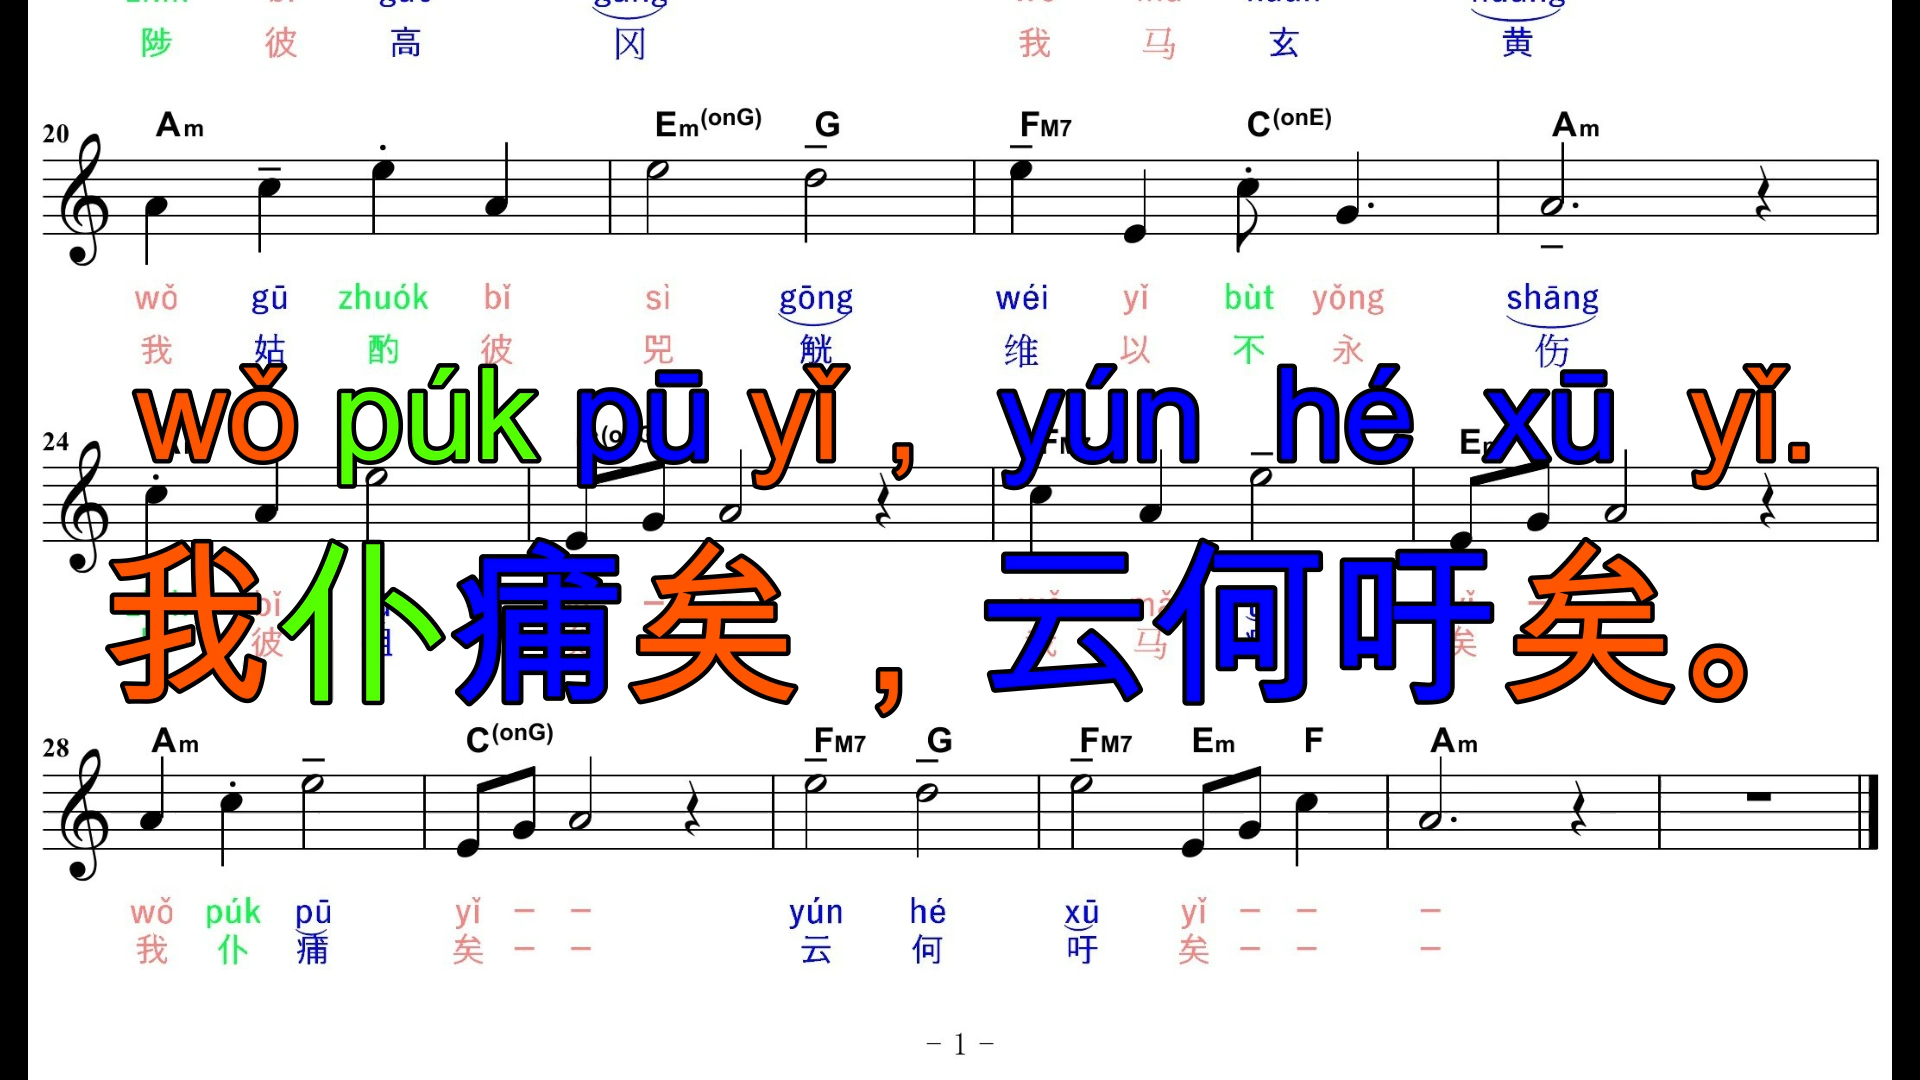 陟 彼 高 冈 我 马 玄 黄
20 Am Em(onG) G FM7 C(onE) Am
wǒ gū zhuók bǐ sì gōng wéi yǐ bùt yǒng shāng
我 姑 酌 彼 兕 觥 维 以 不 永 伤
wǒ púk pū yǐ , yún hé xū yǐ.
24
我仆痡矣，云何吁矣。
bǐ
彼 马 矣
28 Am C(onG) FM7 G FM7 Em F Am
wǒ púk pū yǐ – – yún hé xū yǐ – – –
我 仆 痡 矣 – – 云 何 吁 矣 – – –
- 1 -